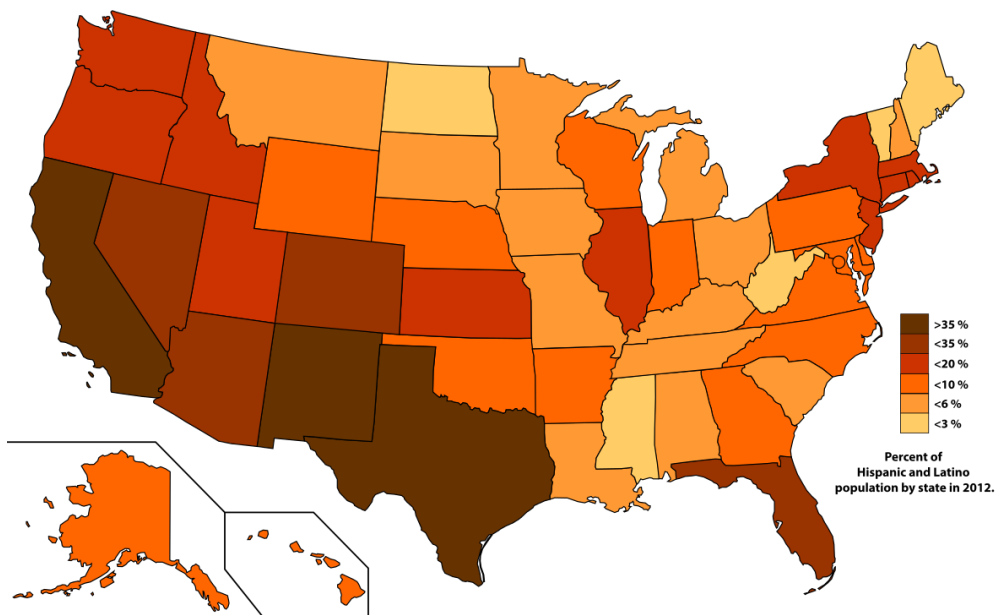 >35 %
<35 %
<20 %
<10 %
<6 %
<3 %
Percent of
Hispanic and Latino
population by state in 2012.